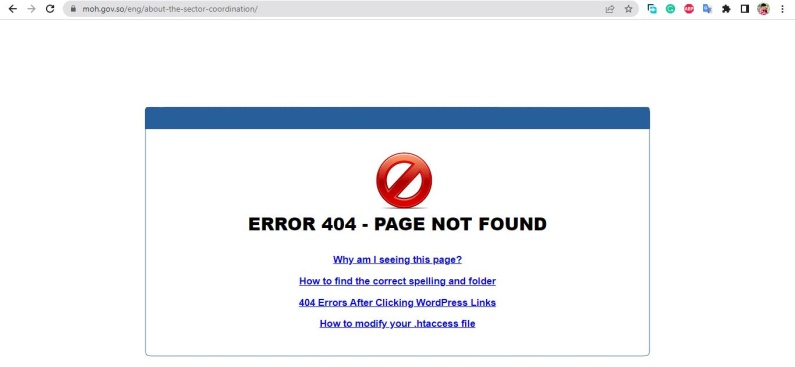 moh.gov.so/eng/about-the-sector-coordination/
ABP
ERROR 404 - PAGE NOT FOUND
Why am I seeing this page?
How to find the correct spelling and folder
404 Errors After Clicking WordPress Links
How to modify your .htaccess file